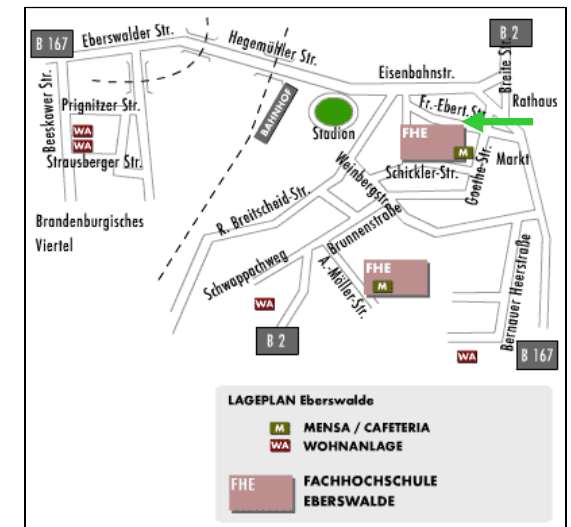 B 167
Eberswalder Str.
Hegemühler Str.
B 2
Breite Str.
Eisenbahnstr.
Beeskower Str.
Prignitzer Str.
WA
WA
Strausberger Str.
BAHNHOF
Stadion
Fr.-Ebert.Str.
Rathaus
FHE
M
Markt
Schickler-Str.
Goethe-Str.
Weinbergstr.
R. Breitscheid-Str.
Brandenburgisches
Viertel
Schwappachweg
Brunnenstraße
A.-Möller-Str.
FHE
M
Bernauer Heerstraße
WA
B 2
WA
B 167
LAGEPLAN Eberswalde
M MENSA / CAFETERIA
WA WOHNANLAGE
FHE FACHHOCHSCHULE
EBERSWALDE